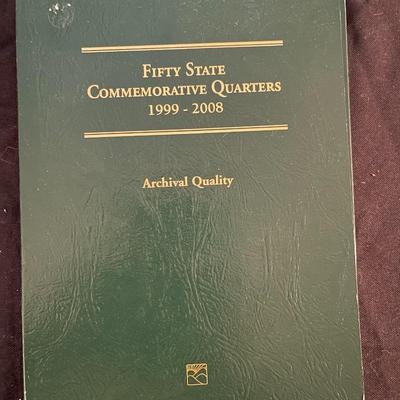 Fifty State
Commemorative Quarters
1999 - 2008
Archival Quality